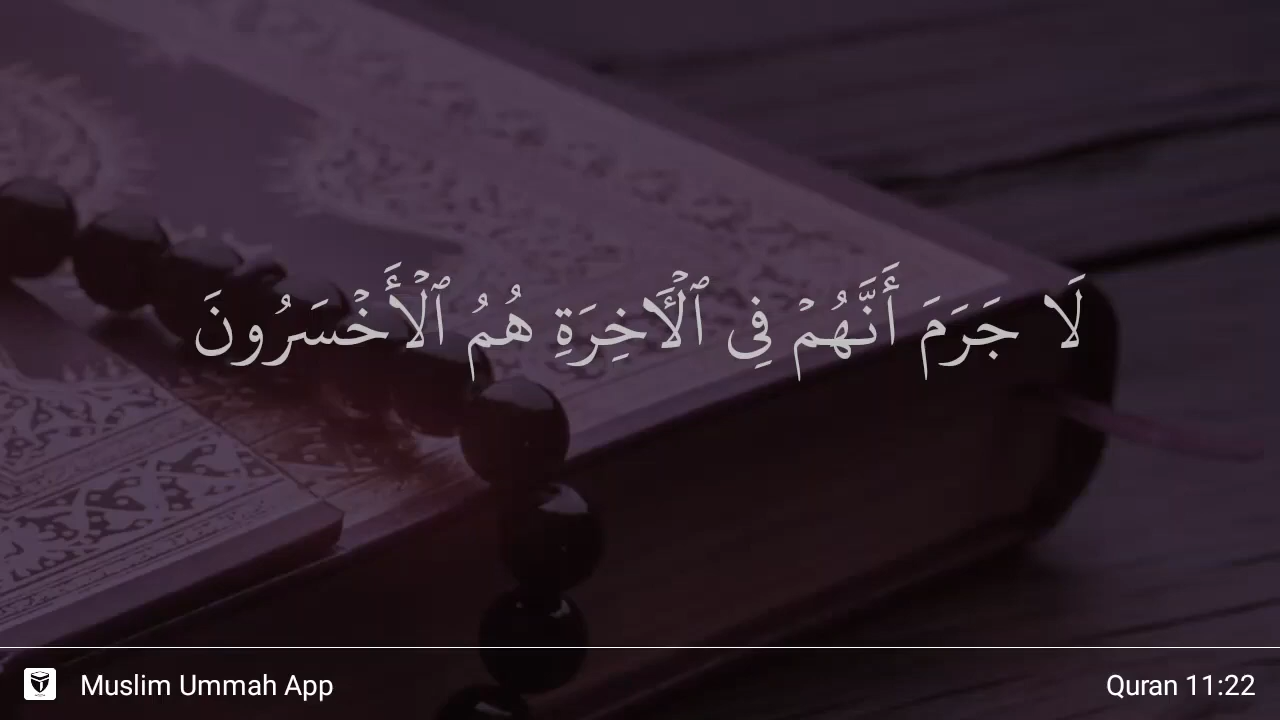 لَا جَرَمَ أَنَّهُمۡ فِى ٱلۡأٓخِرَةِ هُمُ ٱلۡأَخۡسَرُونَ
Muslim Ummah App
Quran 11:22